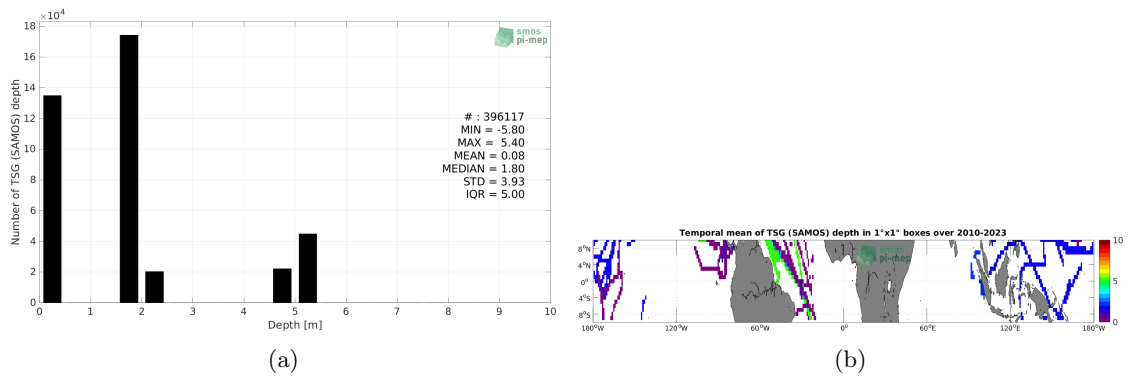 ×10⁴
18
16
14
12
10
8
6
4
2
0
Number of TSG (SAMOS) depth
0 1 2 3 4 5 6 7 8 9 10
Depth [m]
smos
pi-mep
# : 396117
MIN = -5.80
MAX = 5.40
MEAN = 0.08
MEDIAN = 1.80
STD = 3.93
IQR = 5.00
(a)
Temporal mean of TSG (SAMOS) depth in 1°x1° boxes over 2010-2023
8°N
4°N
0°
4°S
8°S
180°W 120°W 60°W 0° 60°E 120°E 180°W
smos
pi-mep
10
5
0
(b)